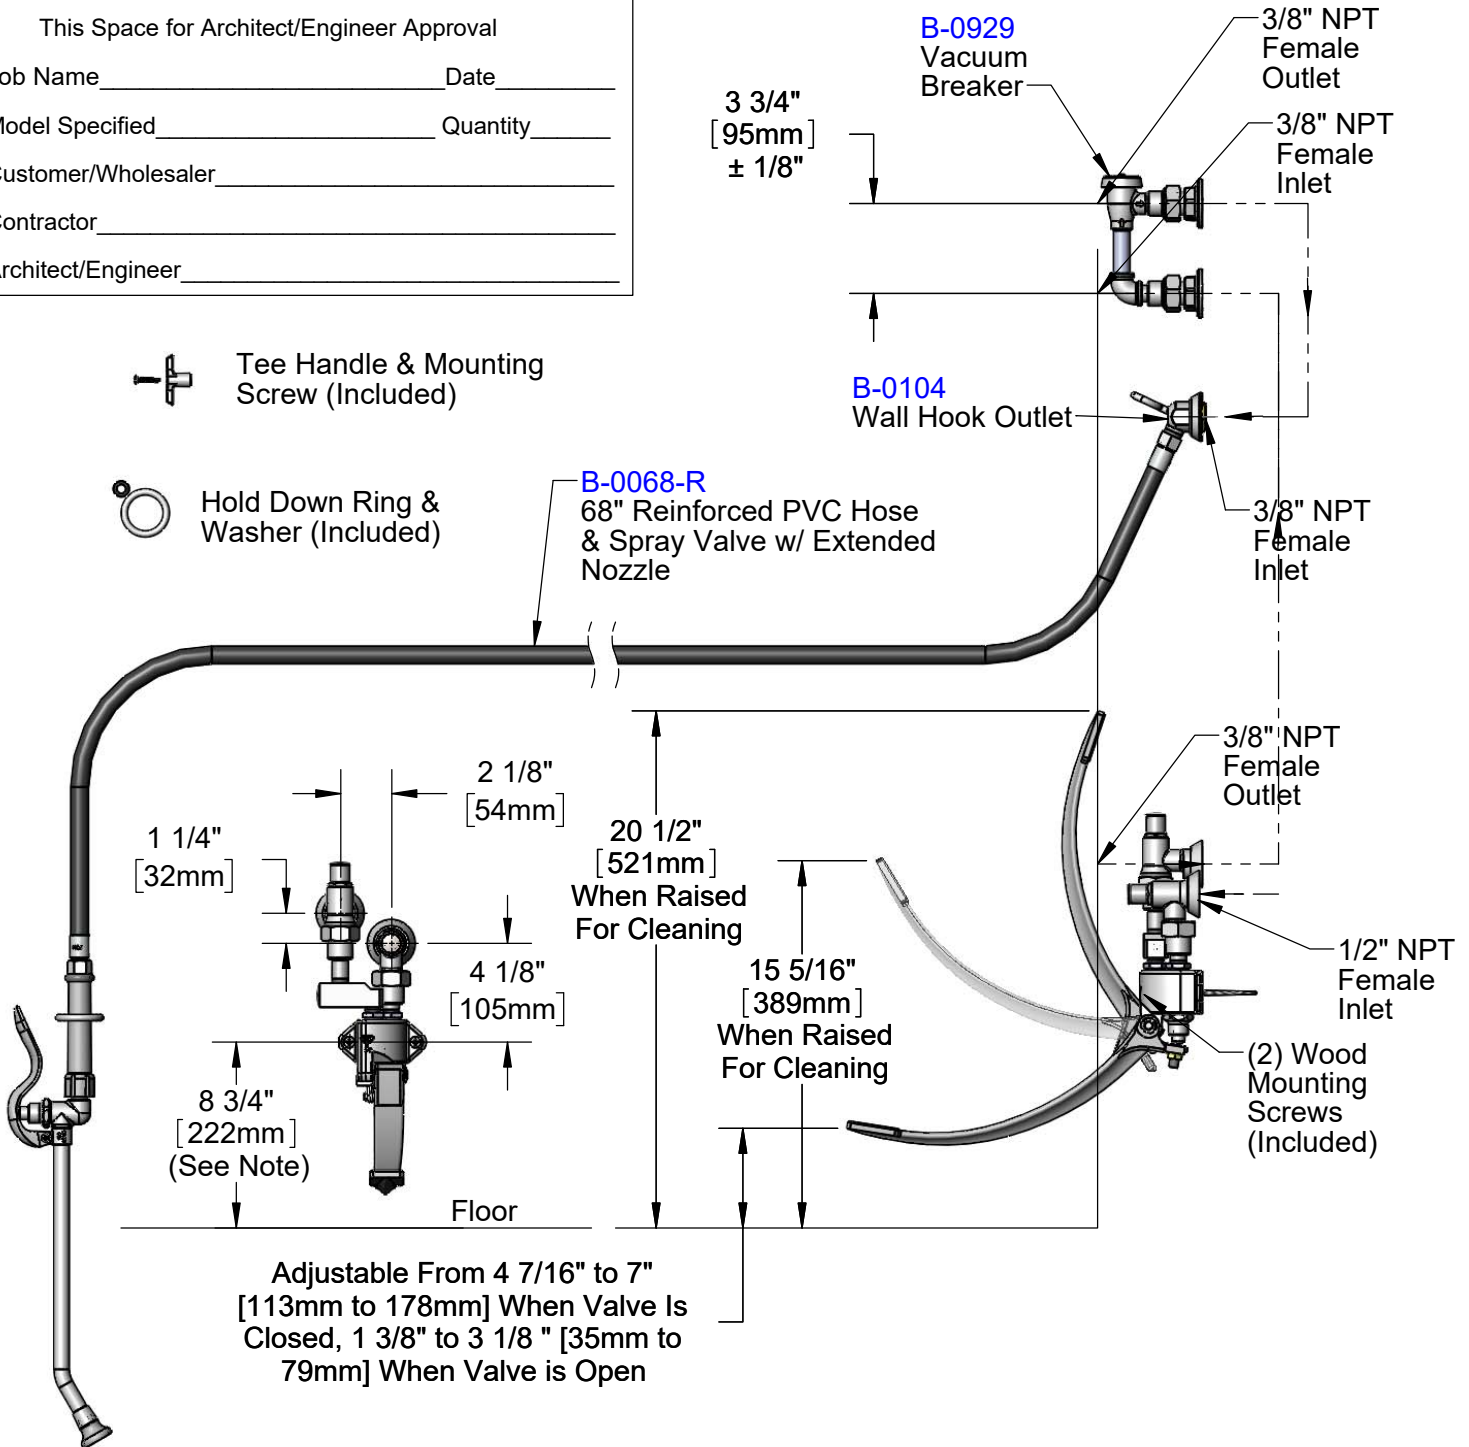 This Space for Architect/Engineer Approval
ob Name Date
Model Specified Quantity
Customer/Wholesaler
Contractor
Architect/Engineer
B-0929
Vacuum
Breaker
3/8" NPT
Female
Outlet
3/8" NPT
Female
Inlet
3 3/4"
[95mm]
± 1/8"
Tee Handle & Mounting
Screw (Included)
B-0104
Wall Hook Outlet
Hold Down Ring &
Washer (Included)
B-0068-R
68" Reinforced PVC Hose
& Spray Valve w/ Extended
Nozzle
3/8" NPT
Female
Inlet
3/8" NPT
Female
Outlet
2 1/8"
[54mm]
1 1/4"
[32mm]
20 1/2"
[521mm]
When Raised
For Cleaning
4 1/8"
[105mm]
15 5/16"
[389mm]
When Raised
For Cleaning
1/2" NPT
Female
Inlet
(2) Wood
Mounting
Screws
(Included)
8 3/4"
[222mm]
(See Note)
Floor
Adjustable From 4 7/16" to 7"
[113mm to 178mm] When Valve Is
Closed, 1 3/8" to 3 1/8 " [35mm to
79mm] When Valve is Open